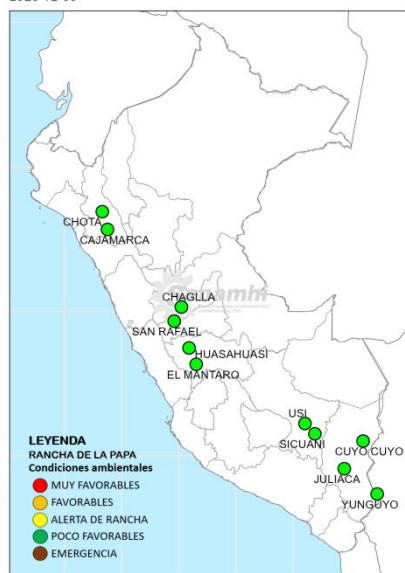 CHOTA
CAJAMARCA
Senamhi
CHAGLLA
SAN RAFAEL
HUASAHUASI
EL MANTARO
USI
SICUANI
CUYO CUYO
JULIACA
YUNGUYO
LEYENDA
RANCHA DE LA PAPA
Condiciones ambientales
MUY FAVORABLES
FAVORABLES
ALERTA DE RANCHA
POCO FAVORABLES
EMERGENCIA